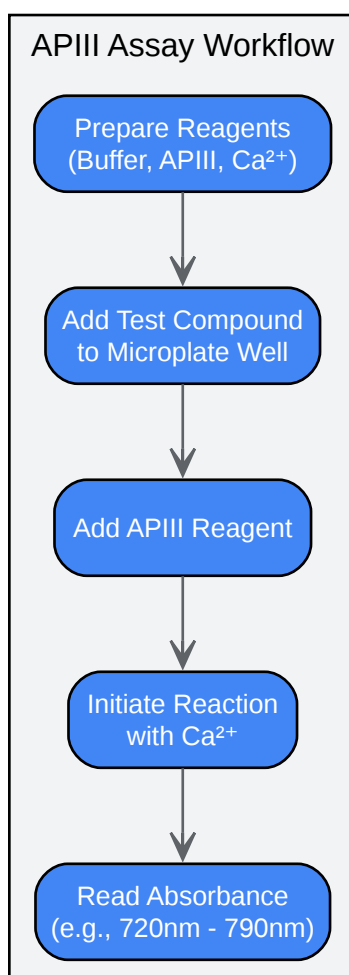 APIII Assay Workflow
Prepare Reagents
(Buffer, APIII, Ca²⁺)
Add Test Compound
to Microplate Well
Add APIII Reagent
Initiate Reaction
with Ca²⁺
Read Absorbance
(e.g., 720nm - 790nm)